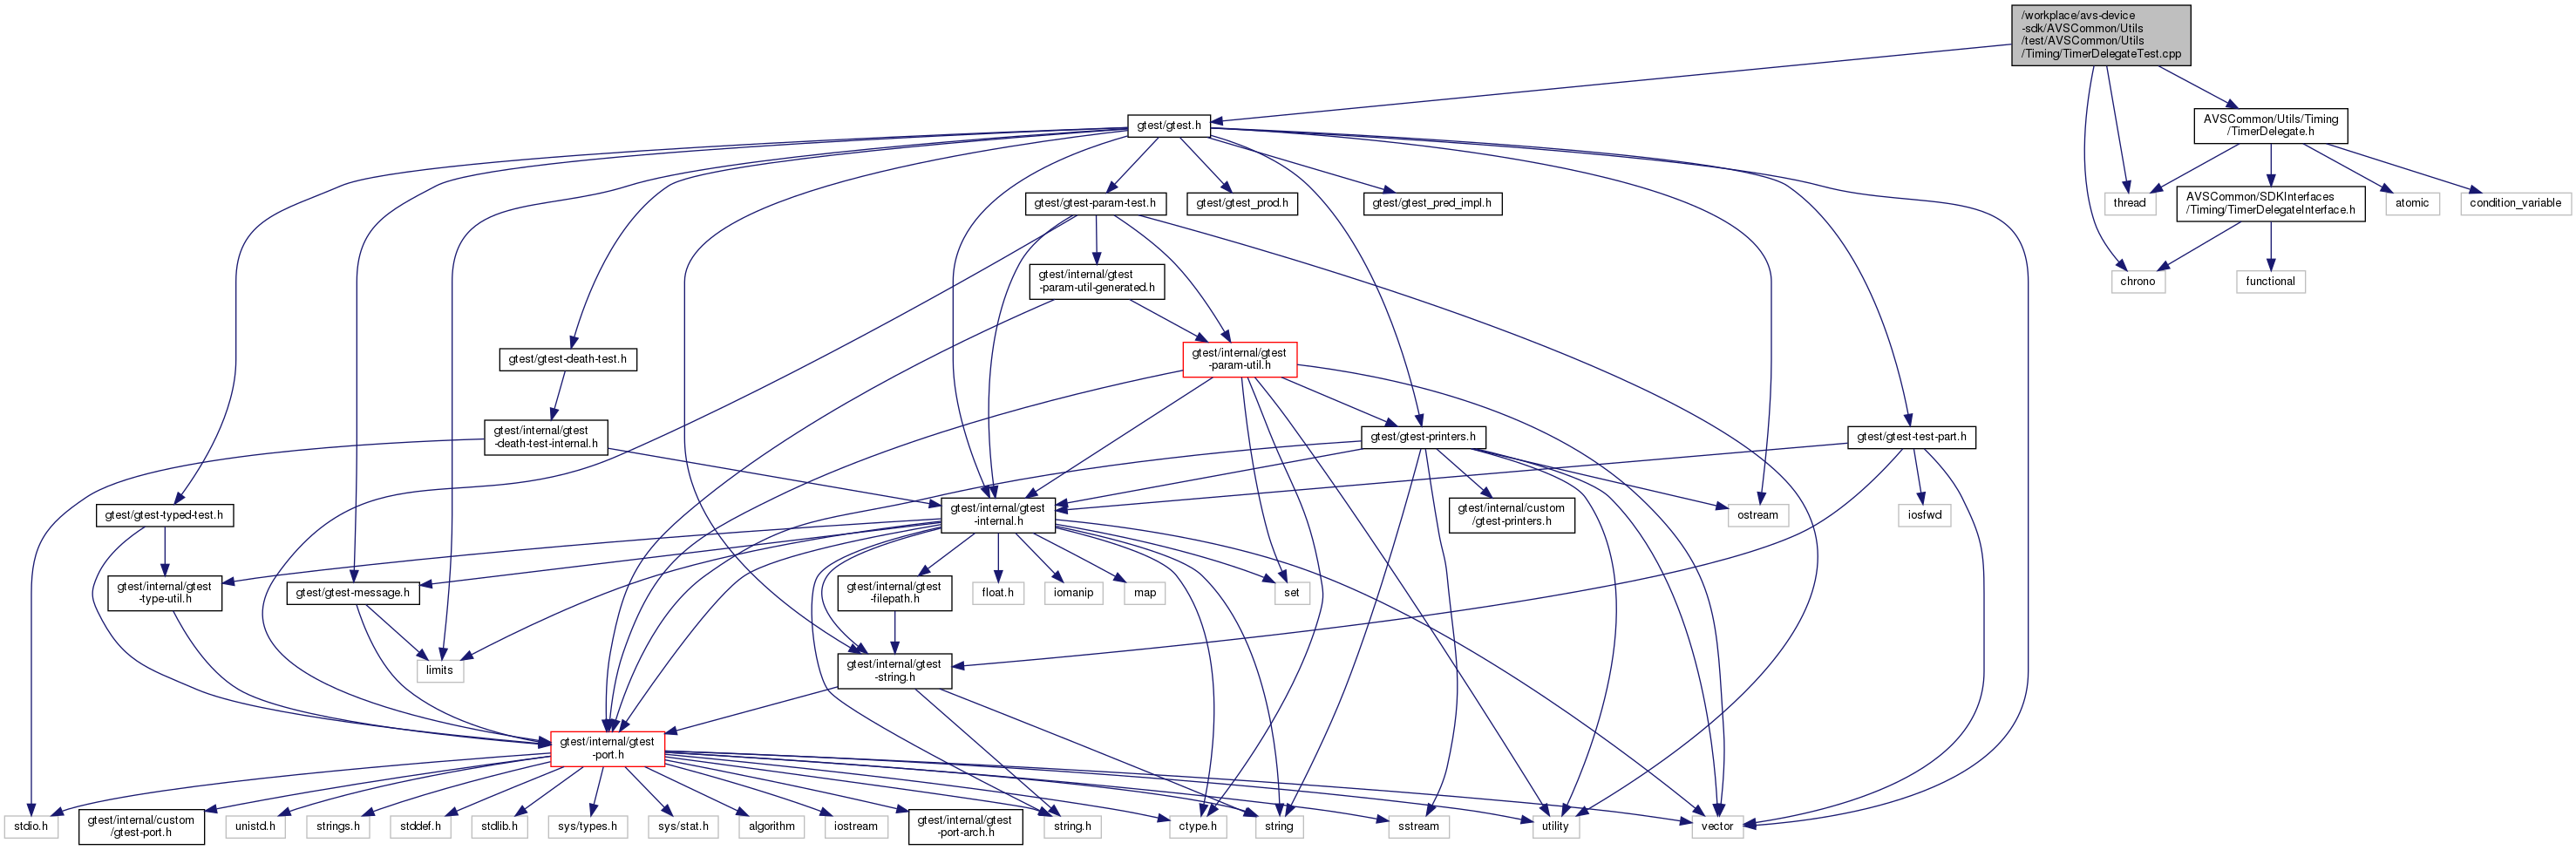 /workplace/avs-device
-sdk/AVSCommon/Utils
/test/AVSCommon/Utils
/Timing/TimerDelegateTest.cpp
gtest/gtest.h
AVSCommon/Utils/Timing
/TimerDelegate.h
gtest/gtest-param-test.h
gtest/gtest_prod.h
gtest/gtest_pred_impl.h
thread
AVSCommon/SDKInterfaces
/Timing/TimerDelegateInterface.h
atomic
condition_variable
gtest/internal/gtest
-param-util-generated.h
chrono
functional
gtest/gtest-death-test.h
gtest/internal/gtest
-param-util.h
gtest/internal/gtest
-death-test-internal.h
gtest/gtest-printers.h
gtest/gtest-test-part.h
gtest/gtest-typed-test.h
gtest/internal/gtest
-internal.h
gtest/internal/custom
/gtest-printers.h
ostream
iosfwd
gtest/internal/gtest
-type-util.h
gtest/gtest-message.h
gtest/internal/gtest
-filepath.h
float.h
iomanip
map
set
limits
gtest/internal/gtest
-string.h
gtest/internal/gtest
-port.h
stdio.h
gtest/internal/custom
/gtest-port.h
unistd.h
strings.h
stddef.h
stdlib.h
sys/types.h
sys/stat.h
algorithm
iostream
gtest/internal/gtest
-port-arch.h
string.h
ctype.h
string
sstream
utility
vector